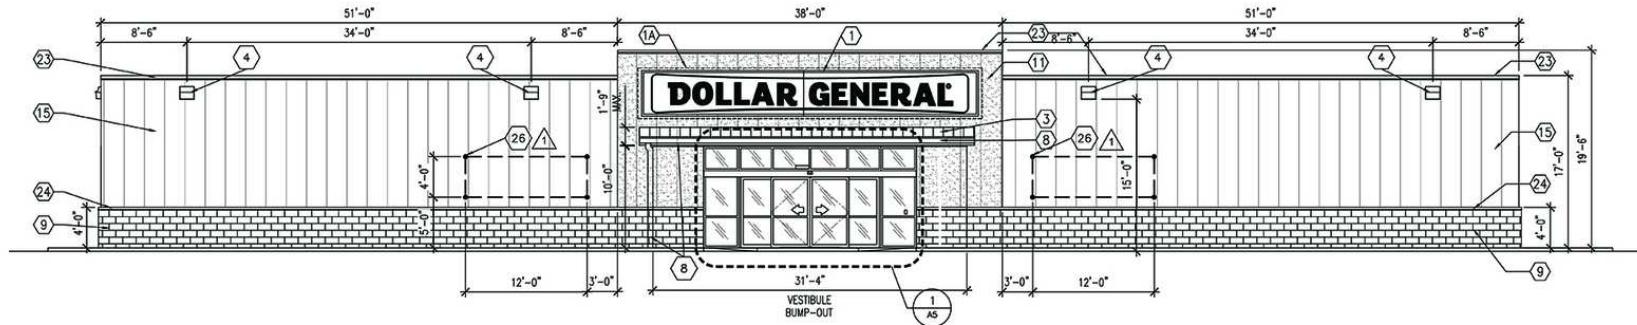 51'-0" 38'-0" 51'-0"
8'-6" 34'-0" 8'-6" 1A 1 23 8'-6" 34'-0" 8'-6"
23 4 4 11 4 4 23
DOLLAR GENERAL
1'-9"
MAX.
15 3 15
26 1 8 26 1
4'-0" 10'-0" 15'-0" 17'-0" 19'-6"
24 24
9 4'-0" 5'-0" 4'-0" 9
8
12'-0" 3'-0" 31'-4" 3'-0" 12'-0"
VESTIBULE
BUMP-OUT
1
A5